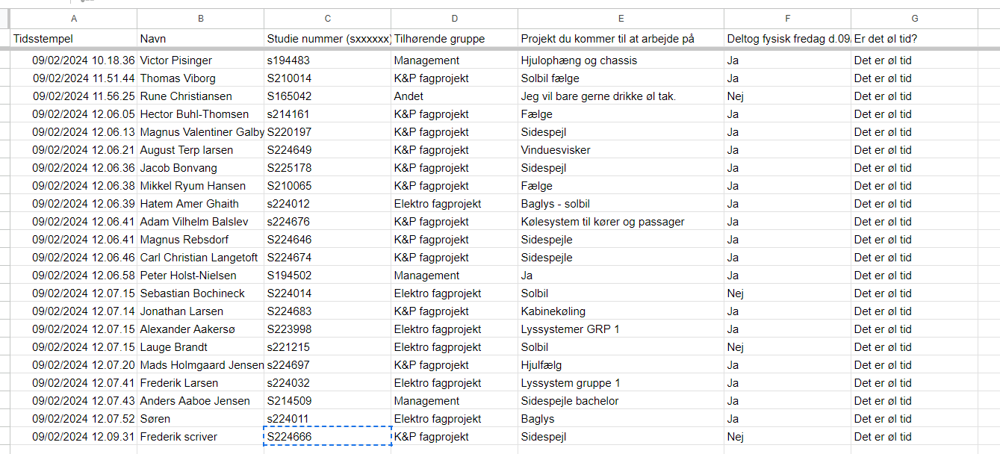 A B C D E F G
Tidsstempel Navn Studie nummer (sxxxxxx) Tilhørende gruppe Projekt du kommer til at arbejde på Deltog fysisk fredag d.09. Er det øl tid?
09/02/2024 10.18.36 Victor Pisinger s194483 Management Hjulophæng og chassis Ja Det er øl tid
09/02/2024 11.51.44 Thomas Viborg S210014 K&P fagprojekt Solbil fælge Ja Det er øl tid
09/02/2024 11.56.25 Rune Christiansen S165042 Andet Jeg vil bare gerne drikke øl tak. Nej Det er øl tid
09/02/2024 12.06.05 Hector Buhl-Thomsen s214161 K&P fagprojekt Fælge Ja Det er øl tid
09/02/2024 12.06.13 Magnus Valentiner Galby S220197 K&P fagprojekt Sidespejl Ja Det er øl tid
09/02/2024 12.06.21 August Terp larsen S224649 K&P fagprojekt Vinduesvisker Ja Det er øl tid
09/02/2024 12.06.36 Jacob Bonvang S225178 K&P fagprojekt Sidespejl Ja Det er øl tid
09/02/2024 12.06.38 Mikkel Ryum Hansen S210065 K&P fagprojekt Fælge Ja Det er øl tid
09/02/2024 12.06.39 Hatem Amer Ghaith s224012 Elektro fagprojekt Baglys - solbil Ja Det er øl tid
09/02/2024 12.06.41 Adam Vilhelm Balslev s224676 K&P fagprojekt Kølesystem til kører og passager Ja Det er øl tid
09/02/2024 12.06.41 Magnus Rebsdorf S224646 K&P fagprojekt Sidespejle Ja Det er øl tid
09/02/2024 12.06.46 Carl Christian Langetoft S224674 K&P fagprojekt Sidespejle Ja Det er øl tid
09/02/2024 12.06.58 Peter Holst-Nielsen S194502 Management Ja Ja Det er øl tid
09/02/2024 12.07.15 Sebastian Bochineck S224014 Elektro fagprojekt Solbil Nej Det er øl tid
09/02/2024 12.07.14 Jonathan Larsen S224683 K&P fagprojekt Kabinekøling Ja Det er øl tid
09/02/2024 12.07.15 Alexander Aakersø S223998 Elektro fagprojekt Lyssystemer GRP 1 Ja Det er øl tid
09/02/2024 12.07.15 Lauge Brandt s221215 Elektro fagprojekt Solbil Nej Det er øl tid
09/02/2024 12.07.20 Mads Holmgaard Jensen s224697 K&P fagprojekt Hjulfælg Ja Det er øl tid
09/02/2024 12.07.41 Frederik Larsen s224032 Elektro fagprojekt Lyssystem gruppe 1 Ja Det er øl tid
09/02/2024 12.07.43 Anders Aaboe Jensen S214509 Management Sidespejle bachelor Ja Det er øl tid
09/02/2024 12.07.52 Søren s224011 Elektro fagprojekt Baglys Ja Det er øl tid
09/02/2024 12.09.31 Frederik scriver S224666 K&P fagprojekt Sidespejl Nej Det er øl tid